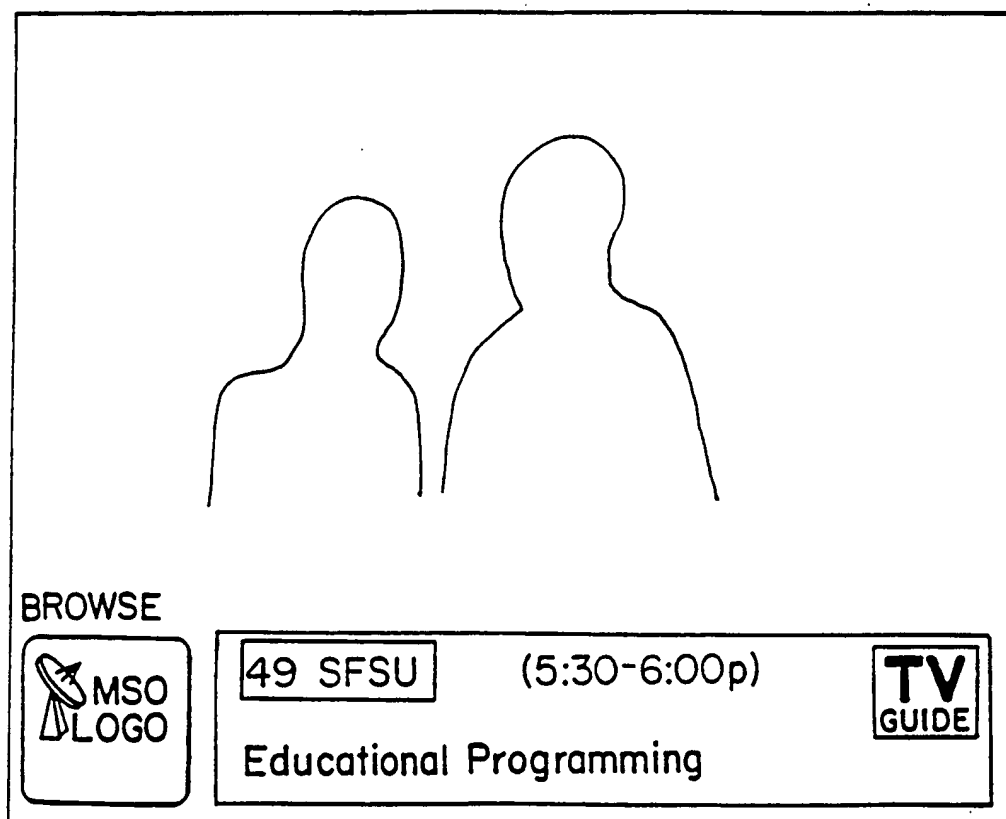 BROWSE
MSO
LOGO
49 SFSU (5:30-6:00p)
TV
GUIDE
Educational Programming